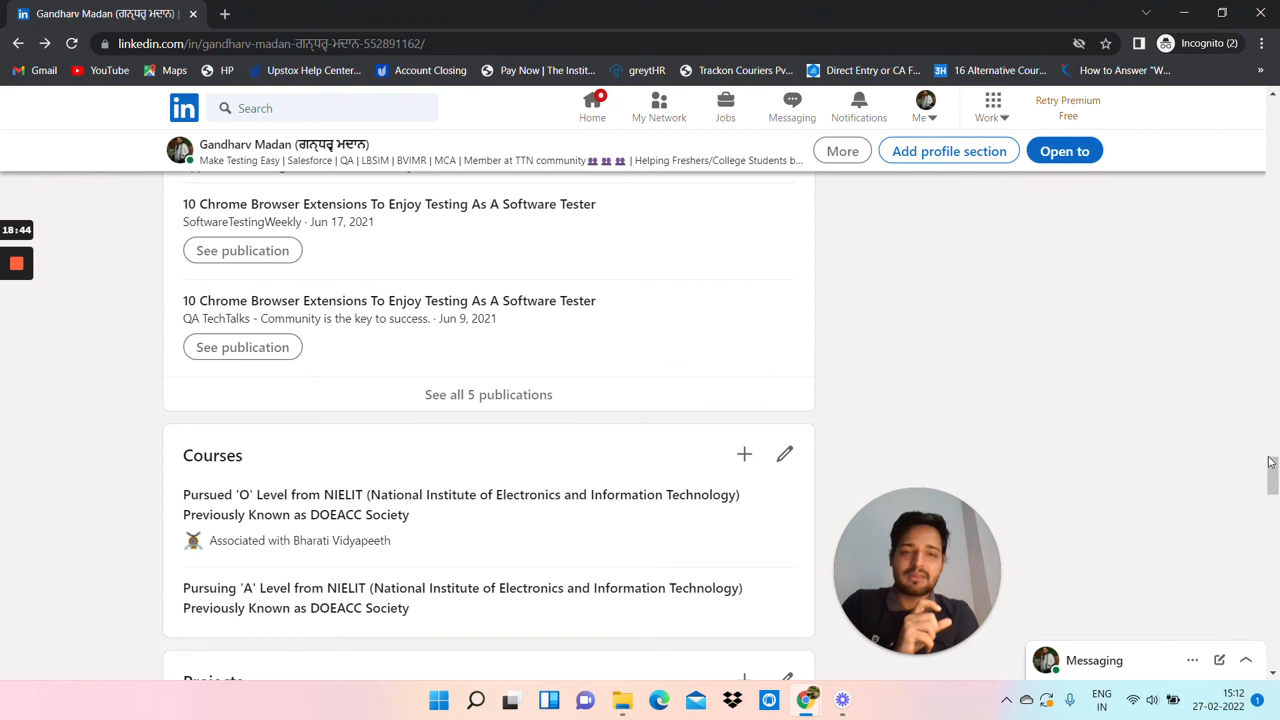 Gandharv Madan (ਗਨ੍ਧਰ੍ਵ ਮਦਾਨ) |
linkedin.com/in/gandharv-madan-ਗਨ੍ਧਰ੍ਵ-ਮਦਾਨ-552891162/
Incognito (2)
Gmail
YouTube
Maps
HP
Upstox Help Center...
Account Closing
Pay Now | The Instit...
greytHR
Trackon Couriers Pv...
Direct Entry or CA F...
3H
16 Alternative Cour...
How to Answer "W...
»
in
Search
Home
My Network
Jobs
Messaging
Notifications
Me
Work
Retry Premium
Free
Gandharv Madan (ਗਨ੍ਧਰ੍ਵ ਮਦਾਨ)
Make Testing Easy | Salesforce | QA | LBSIM | BVIMR | MCA | Member at TTN community 👥 👥 👥 | Helping Freshers/College Students b...
More
Add profile section
Open to
18:44
10 Chrome Browser Extensions To Enjoy Testing As A Software Tester
SoftwareTestingWeekly · Jun 17, 2021
See publication
10 Chrome Browser Extensions To Enjoy Testing As A Software Tester
QA TechTalks - Community is the key to success. · Jun 9, 2021
See publication
See all 5 publications
Courses
Pursued 'O' Level from NIELIT (National Institute of Electronics and Information Technology)
Previously Known as DOEACC Society
Associated with Bharati Vidyapeeth
Pursuing 'A' Level from NIELIT (National Institute of Electronics and Information Technology)
Previously Known as DOEACC Society
Projects
Messaging
ENG
IN
15:12
27-02-2022
1